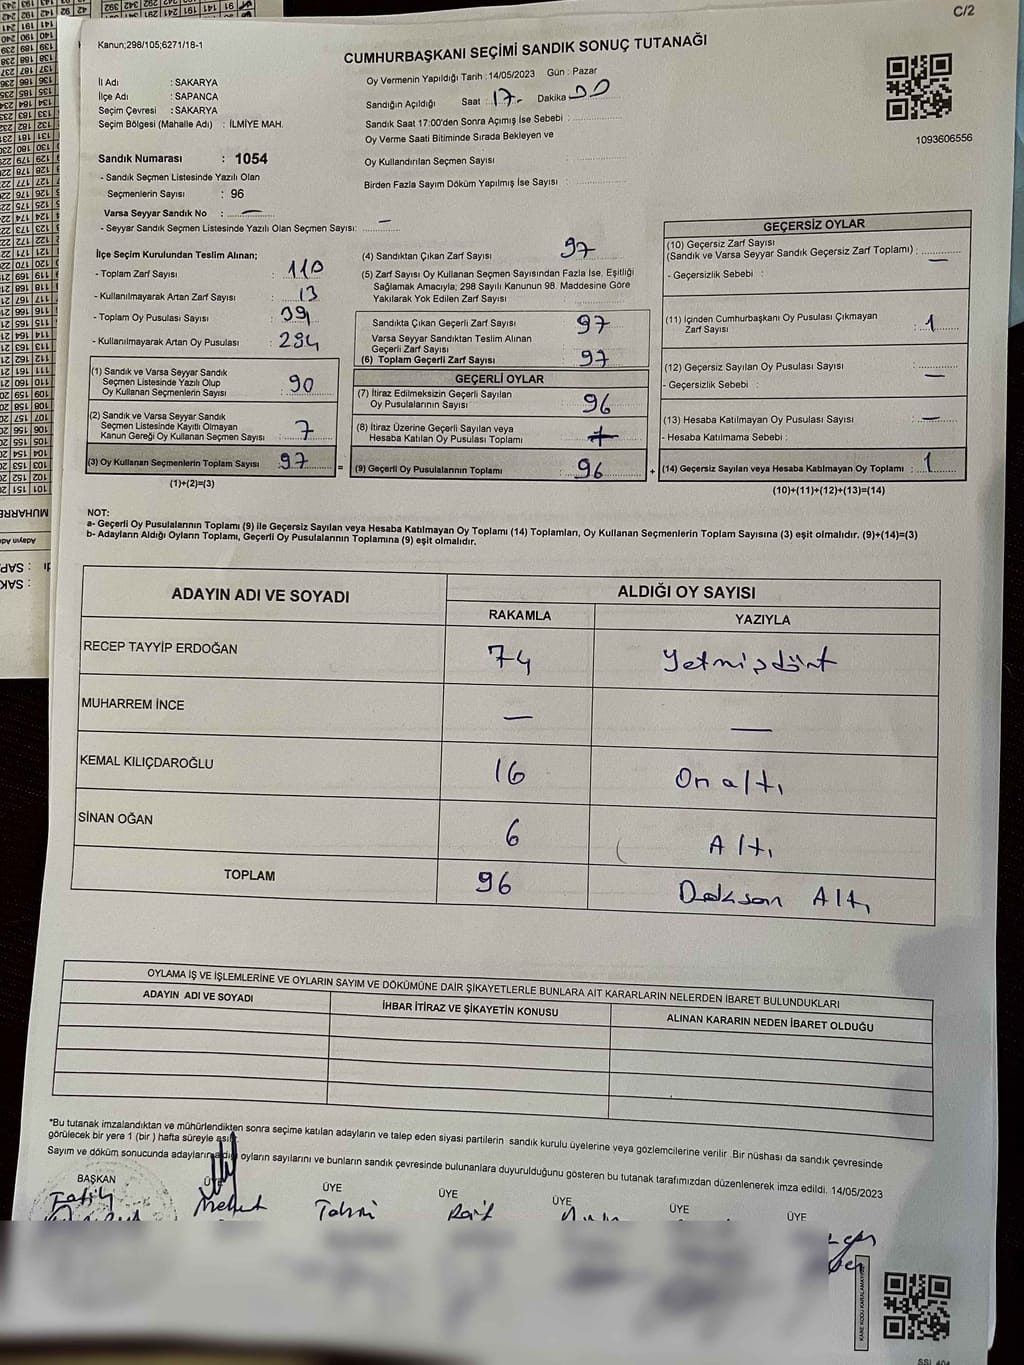 C/2
Kanun;298/105;6271/18-1
CUMHURBAŞKANI SEÇİMİ SANDIK SONUÇ TUTANAĞI
İl Adı : SAKARYA
İlçe Adı : SAPANCA
Seçim Çevresi : SAKARYA
Seçim Bölgesi (Mahalle Adı) : İLMİYE MAH.
Oy Vermenin Yapıldığı Tarih : 14/05/2023 Gün : Pazar
Sandığın Açıldığı Saat : 17.. Dakika 00
Sandık Saat 17:00'den Sonra Açımış İse Sebebi :
Oy Verme Saati Bitiminde Sırada Bekleyen ve
Oy Kullandırılan Seçmen Sayısı :
Birden Fazla Sayım Döküm Yapılmış İse Sayısı :
1093606556
Sandık Numarası : 1054
- Sandık Seçmen Listesinde Yazılı Olan
Seçmenlerin Sayısı : 96
Varsa Seyyar Sandık No : —
- Seyyar Sandık Seçmen Listesinde Yazılı Olan Seçmen Sayısı: —
İlçe Seçim Kurulundan Teslim Alınan;
- Toplam Zarf Sayısı : 110
- Kullanılmayarak Artan Zarf Sayısı : 13
- Toplam Oy Pusulası Sayısı : 391
- Kullanılmayarak Artan Oy Pusulası : 294
(1) Sandık ve Varsa Seyyar Sandık
Seçmen Listesinde Yazılı Olup
Oy Kullanan Seçmenlerin Sayısı : 90
(2) Sandık ve Varsa Seyyar Sandık
Seçmen Listesinde Kayıtlı Olmayan
Kanun Gereği Oy Kullanan Seçmen Sayısı : 7
(3) Oy Kullanan Seçmenlerin Toplam Sayısı : 97 =
(1)+(2)=(3)
(4) Sandıktan Çıkan Zarf Sayısı : 97
(5) Zarf Sayısı Oy Kullanan Seçmen Sayısından Fazla İse, Eşitliği
Sağlamak Amacıyla; 298 Sayılı Kanunun 98. Maddesine Göre
Yakılarak Yok Edilen Zarf Sayısı :
Sandıkta Çıkan Geçerli Zarf Sayısı : 97
Varsa Seyyar Sandıktan Teslim Alınan
Geçerli Zarf Sayısı :
(6) Toplam Geçerli Zarf Sayısı : 97
GEÇERLİ OYLAR
(7) İtiraz Edilmeksizin Geçerli Sayılan
Oy Pusulalarının Sayısı : 96
(8) İtiraz Üzerine Geçerli Sayılan veya
Hesaba Katılan Oy Pusulası Toplamı :
(9) Geçerli Oy Pusulalarının Toplamı : 96 +
GEÇERSİZ OYLAR
(10) Geçersiz Zarf Sayısı
(Sandık ve Varsa Seyyar Sandık Geçersiz Zarf Toplamı) : —
- Geçersizlik Sebebi :
(11) İçinden Cumhurbaşkanı Oy Pusulası Çıkmayan
Zarf Sayısı : 1
(12) Geçersiz Sayılan Oy Pusulası Sayısı : —
- Geçersizlik Sebebi :
(13) Hesaba Katılmayan Oy Pusulası Sayısı : —
- Hesaba Katılmama Sebebi :
(14) Geçersiz Sayılan veya Hesaba Katılmayan Oy Toplamı : 1
(10)+(11)+(12)+(13)=(14)
NOT:
a- Geçerli Oy Pusulalarının Toplamı (9) ile Geçersiz Sayılan veya Hesaba Katılmayan Oy Toplamı (14) Toplamları, Oy Kullanan Seçmenlerin Toplam Sayısına (3) eşit olmalıdır. (9)+(14)=(3)
b- Adayların Aldığı Oyların Toplamı, Geçerli Oy Pusulalarının Toplamına (9) eşit olmalıdır.
ADAYIN ADI VE SOYADI ALDIĞI OY SAYISI
RAKAMLA YAZIYLA
RECEP TAYYİP ERDOĞAN 74 Yetmişdört
MUHARREM İNCE — —
KEMAL KILIÇDAROĞLU 16 On altı
SİNAN OĞAN 6 Altı
TOPLAM 96 Doksan Altı
OYLAMA İŞ VE İŞLEMLERİNE VE OYLARIN SAYIM VE DÖKÜMÜNE DAİR ŞİKAYETLERLE BUNLARA AİT KARARLARIN NELERDEN İBARET BULUNDUKLARI
ADAYIN ADI VE SOYADI İHBAR İTİRAZ VE ŞİKAYETİN KONUSU ALINAN KARARIN NEDEN İBARET OLDUĞU
*Bu tutanak imzalandıktan ve mühürlendikten sonra seçime katılan adayların ve talep eden siyasi partilerin sandık kurulu üyelerine veya gözlemcilerine verilir .Bir nüshası da sandık çevresinde
görülecek bir yere 1 (bir ) hafta süreyle asılır.
Sayım ve döküm sonucunda adayların aldığı oyların sayılarını ve bunların sandık çevresinde bulunanlara duyurulduğunu gösteren bu tutanak tarafımızdan düzenlenerek imza edildi. 14/05/2023
BAŞKAN ÜYE ÜYE ÜYE ÜYE ÜYE ÜYE
Fatih Mehmet Tahsi Raif